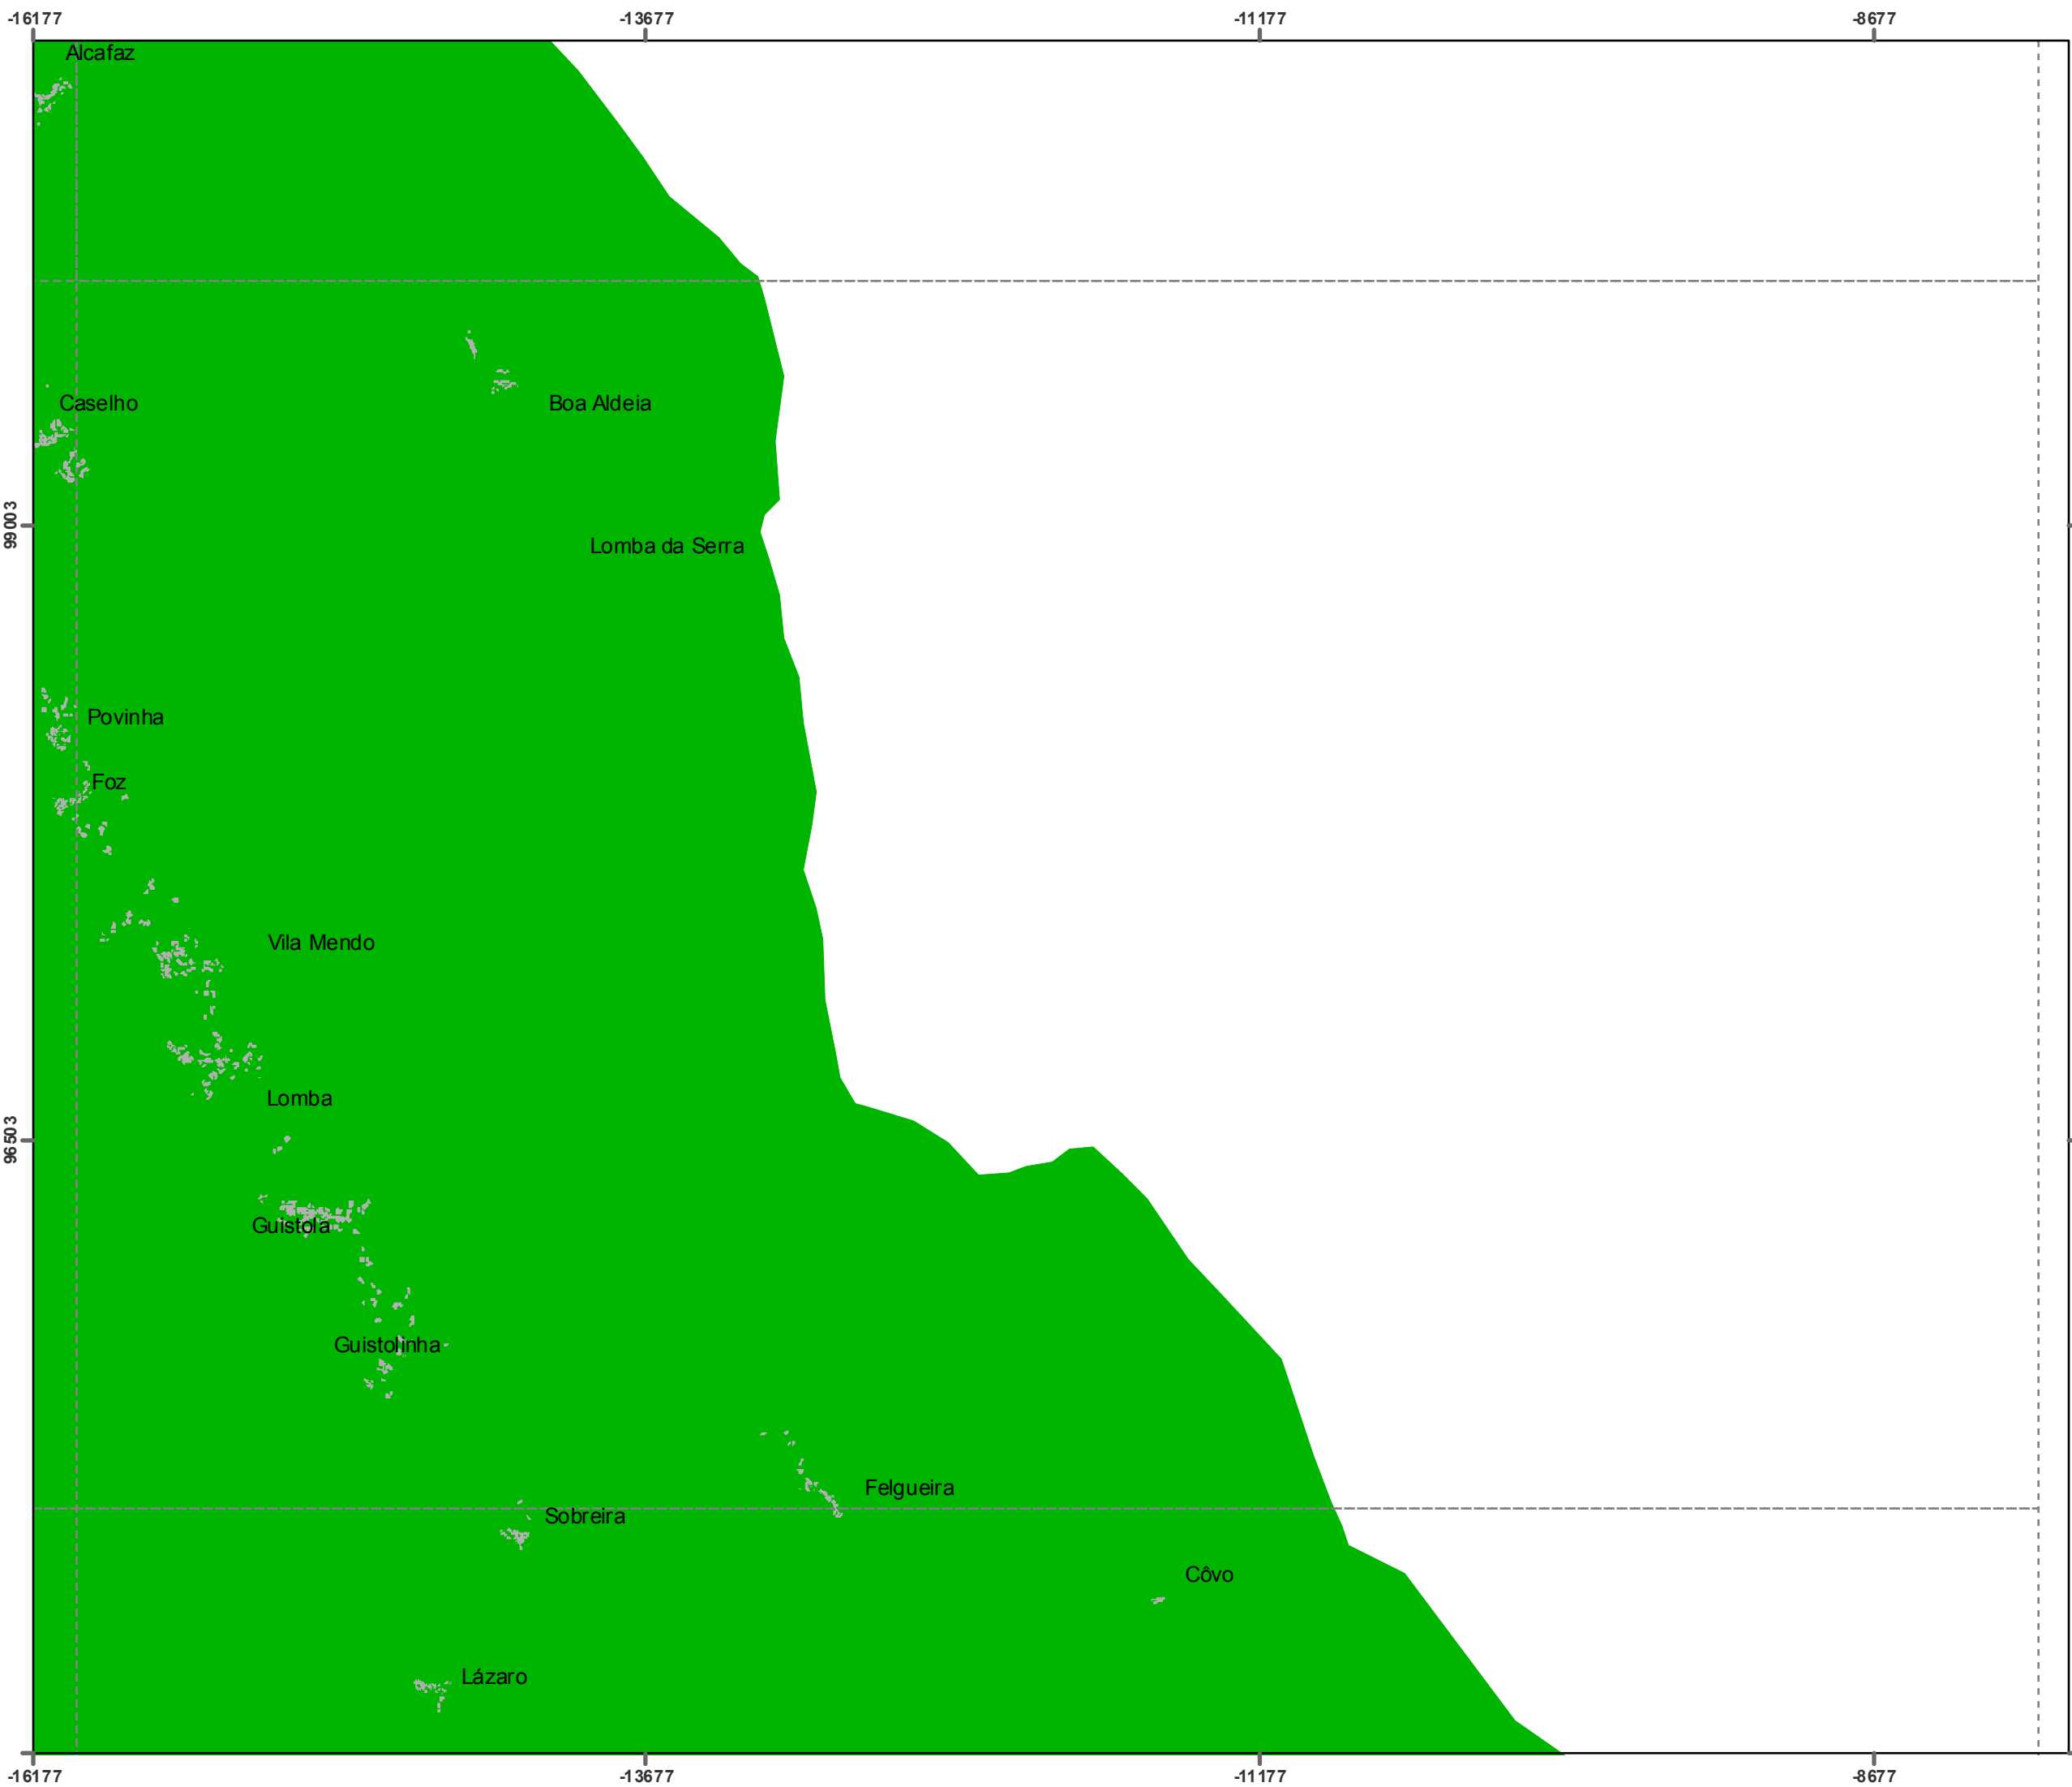 -16177
-13677
-11177
-8677
Alcafaz
Caselho
Boa Aldeia
99003
Lomba da Serra
Povinha
Foz
Vila Mendo
Lomba
96503
Guistola
Guistolinha
Felgueira
Sobreira
Côvo
Lázaro
-16177
-13677
-11177
-8677